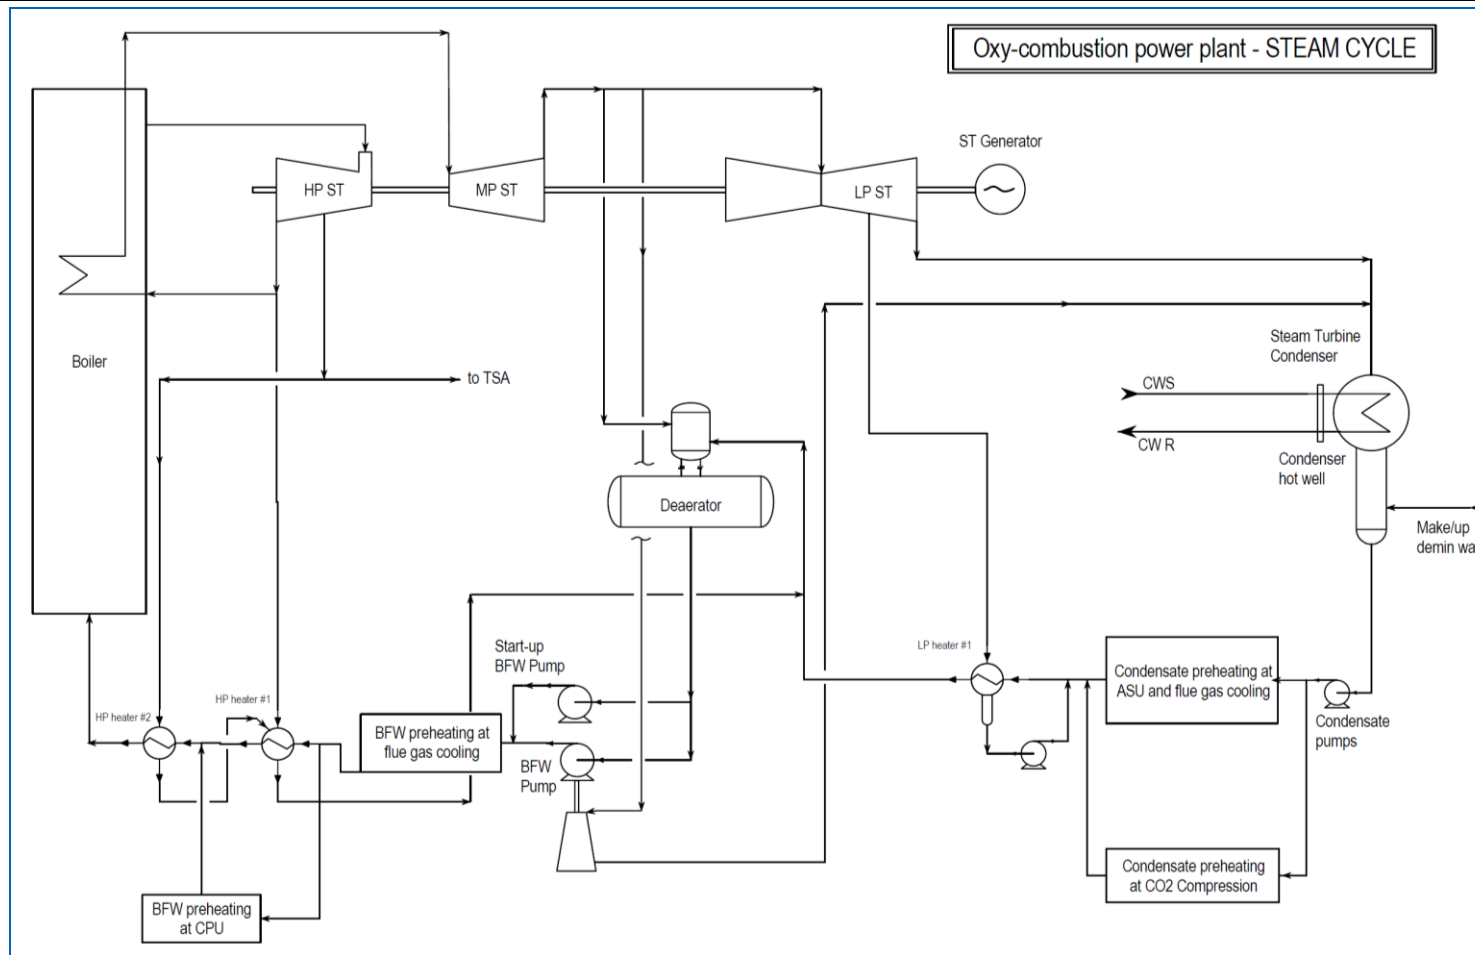 Oxy-combustion power plant - STEAM CYCLE
ST Generator
HP ST
MP ST
LP ST
Boiler
to TSA
Steam Turbine
Condenser
CWS
CW R
Condenser
hot well
Deaerator
Make/up
demin wa
Start-up
BFW Pump
LP heater #1
Condensate preheating at
ASU and flue gas cooling
Condensate
pumps
HP heater #1
HP heater #2
BFW preheating at
flue gas cooling
BFW
Pump
Condensate preheating
at CO2 Compression
BFW preheating
at CPU